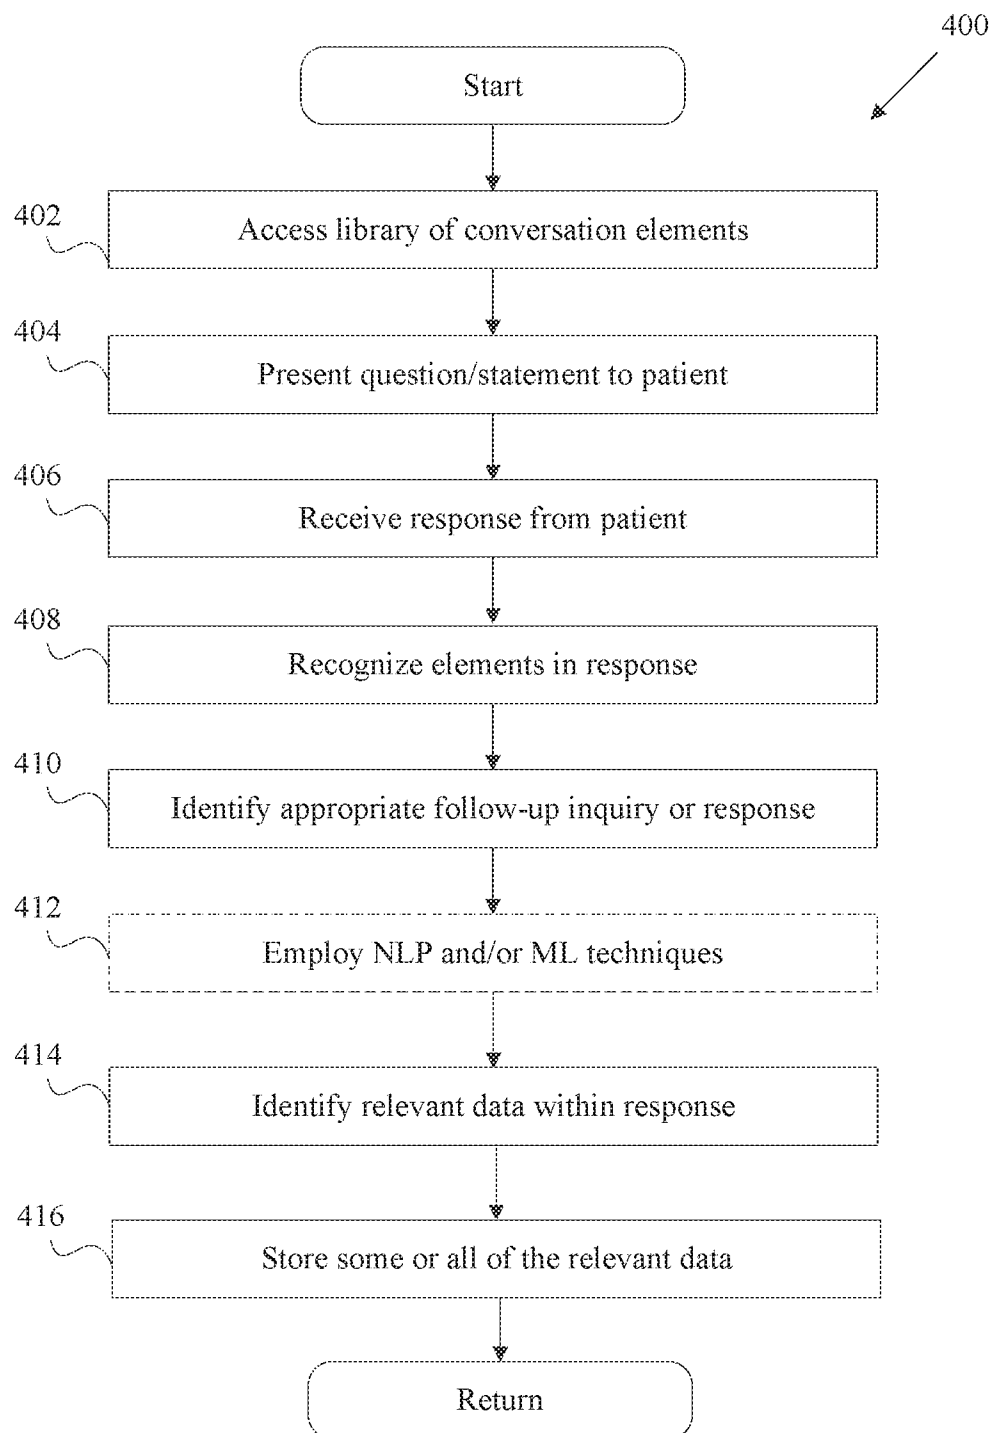 400
Start
402
Access library of conversation elements
404
Present question/statement to patient
406
Receive response from patient
408
Recognize elements in response
410
Identify appropriate follow-up inquiry or response
412
Employ NLP and/or ML techniques
414
Identify relevant data within response
416
Store some or all of the relevant data
Return